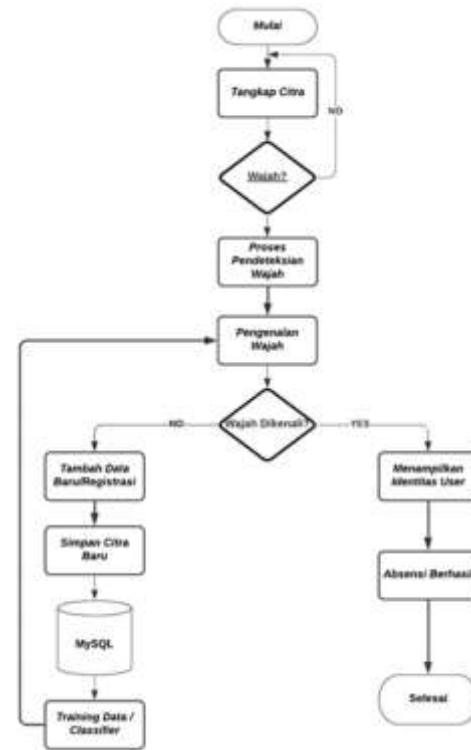 Mulai
Tangkap Citra
NO
Wajah?
Proses
Pendeteksian
Wajah
Pengenalan
Wajah
NO
Wajah Dikenali?
YES
Tambah Data
Baru/Registrasi
Menampilkan
Identitas User
Simpan Citra
Baru
Absensi Berhasil
MySQL
Selesai
Training Data /
Classifier